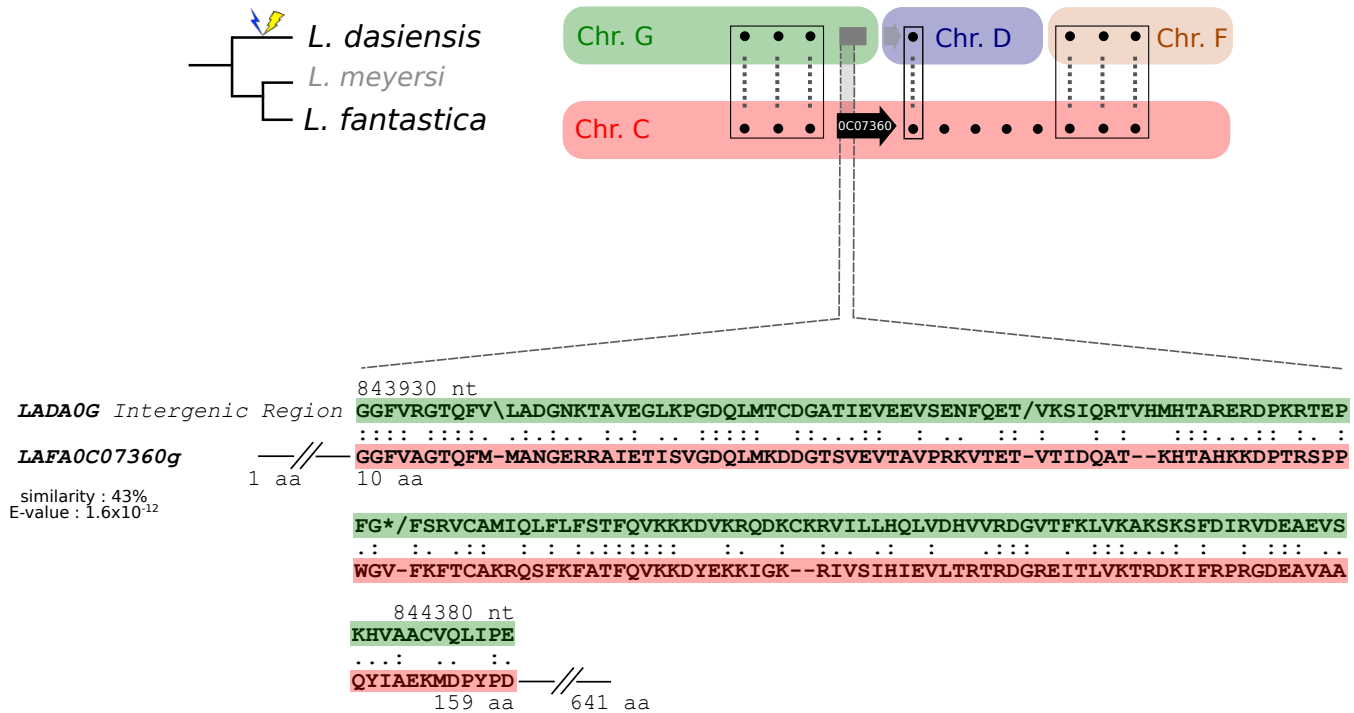 L. dasiensis
L. meyersi
L. fantastica
Chr. G
Chr. D
Chr. F
Chr. C
0C07360
843930 nt
LADA0G Intergenic Region GGFVRGTQFV\LADGNKTAVEGLKPGDQLMTCDGATIEVEEVSENFQET/VKSIQRTVHMHTARERDPKRTEP
:::: ::::. .::.:.:: .. ::::: ::...::: . : .. :: : : : : :::...::: :. :
LAFA0C07360g GGFVAGTQFM-MANGERRAIETISVGDQLMKDDGTSVEVTAVPRKVTET-VTIDQAT--KHTAHKKDPTRSPP
1 aa
10 aa
similarity : 43%
E-value : 1.6x10-12
FG*/FSRVCAMIQLFLFSTFQVKKKDVKRQDKCKRVILLHQLVDHVVRDGVTFKLVKAKSKSFDIRVDEAEVS
WGV-FKFTCAKRQSFKFATFQVKKDYEKKIGK--RIVSIHIEVLTRTRDGREITLVKTRDKIFRPRGDEAVAA
844380 nt
KHVAACVQLIPE
...: .. :.
QYIAEKMDPYPD
159 aa
641 aa